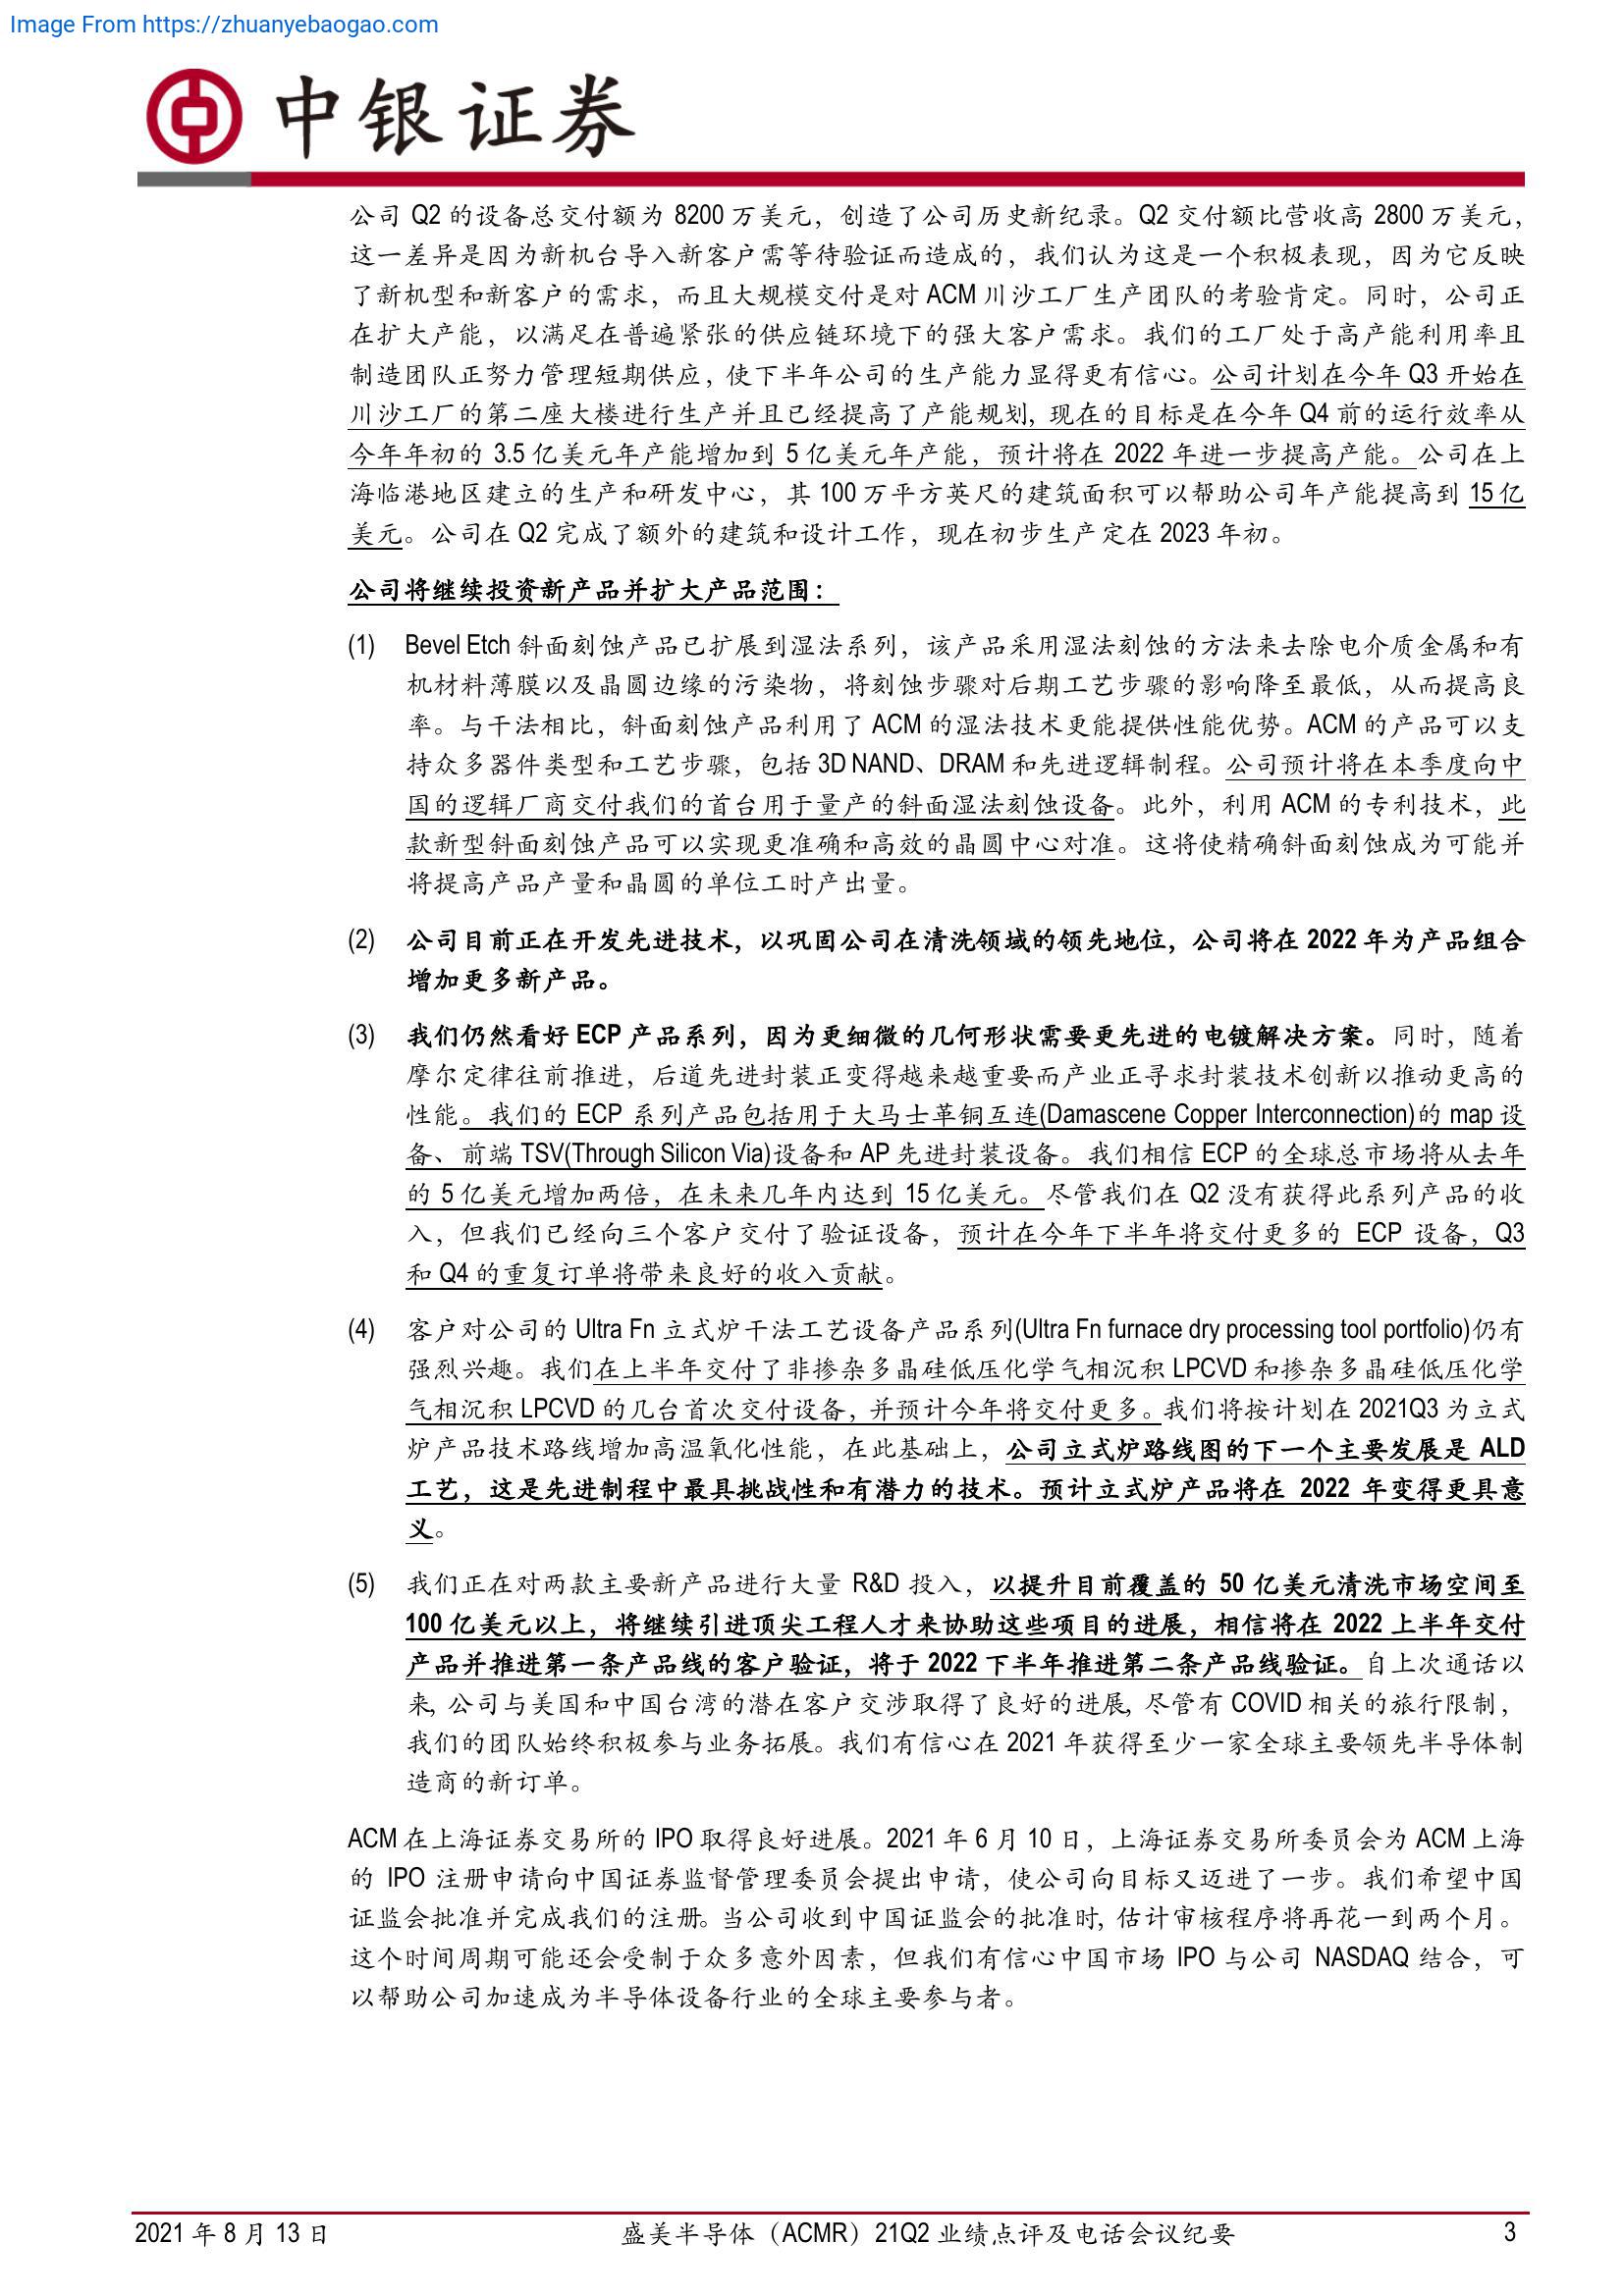 Image From https://zhuanyebaogao.com
中银证券
公司 Q2 的设备总交付额为 8200 万美元，创造了公司历史新纪录。Q2 交付额比营收高 2800 万美元，
这一差异是因为新机台导入新客户需等待验证而造成的，我们认为这是一个积极表现，因为它反映
了新机型和新客户的需求，而且大规模交付是对 ACM 川沙工厂生产团队的考验肯定。同时，公司正
在扩大产能，以满足在普遍紧张的供应链环境下的强大客户需求。我们的工厂处于高产能利用率且
制造团队正努力管理短期供应，使下半年公司的生产能力显得更有信心。公司计划在今年 Q3 开始在
川沙工厂的第二座大楼进行生产并且已经提高了产能规划，现在的目标是在今年 Q4 前的运行效率从
今年年初的 3.5 亿美元年产能增加到 5 亿美元年产能，预计将在 2022 年进一步提高产能。公司在上
海临港地区建立的生产和研发中心，其 100 万平方英尺的建筑面积可以帮助公司年产能提高到 15 亿
美元。公司在 Q2 完成了额外的建筑和设计工作，现在初步生产定在 2023 年初。
公司将继续投资新产品并扩大产品范围：
(1) Bevel Etch 斜面刻蚀产品已扩展到湿法系列，该产品采用湿法刻蚀的方法来去除电介质金属和有
机材料薄膜以及晶圆边缘的污染物，将刻蚀步骤对后期工艺步骤的影响降至最低，从而提高良
率。与干法相比，斜面刻蚀产品利用了 ACM 的湿法技术更能提供性能优势。ACM 的产品可以支
持众多器件类型和工艺步骤，包括 3D NAND、DRAM 和先进逻辑制程。公司预计将在本季度向中
国的逻辑厂商交付我们的首台用于量产的斜面湿法刻蚀设备。此外，利用 ACM 的专利技术，此
款新型斜面刻蚀产品可以实现更准确和高效的晶圆中心对准。这将使精确斜面刻蚀成为可能并
将提高产品产量和晶圆的单位工时产出量。
(2) 公司目前正在开发先进技术，以巩固公司在清洗领域的领先地位，公司将在 2022 年为产品组合
增加更多新产品。
(3) 我们仍然看好 ECP 产品系列，因为更细微的几何形状需要更先进的电镀解决方案。同时，随着
摩尔定律往前推进，后道先进封装正变得越来越重要而产业正寻求封装技术创新以推动更高的
性能。我们的 ECP 系列产品包括用于大马士革铜互连(Damascene Copper Interconnection)的 map 设
备、前端 TSV(Through Silicon Via)设备和 AP 先进封装设备。我们相信 ECP 的全球总市场将从去年
的 5 亿美元增加两倍，在未来几年内达到 15 亿美元。尽管我们在 Q2 没有获得此系列产品的收
入，但我们已经向三个客户交付了验证设备，预计在今年下半年将交付更多的 ECP 设备，Q3
和 Q4 的重复订单将带来良好的收入贡献。
(4) 客户对公司的 Ultra Fn 立式炉干法工艺设备产品系列(Ultra Fn furnace dry processing tool portfolio)仍有
强烈兴趣。我们在上半年交付了非掺杂多晶硅低压化学气相沉积 LPCVD 和掺杂多晶硅低压化学
气相沉积 LPCVD 的几台首次交付设备，并预计今年将交付更多。我们将按计划在 2021Q3 为立式
炉产品技术路线增加高温氧化性能，在此基础上，公司立式炉路线图的下一个主要发展是 ALD
工艺，这是先进制程中最具挑战性和有潜力的技术。预计立式炉产品将在 2022 年变得更具意
义。
(5) 我们正在对两款主要新产品进行大量 R&D 投入，以提升目前覆盖的 50 亿美元清洗市场空间至
100 亿美元以上，将继续引进顶尖工程人才来协助这些项目的进展，相信将在 2022 上半年交付
产品并推进第一条产品线的客户验证，将于 2022 下半年推进第二条产品线验证。自上次通话以
来，公司与美国和中国台湾的潜在客户交涉取得了良好的进展，尽管有 COVID 相关的旅行限制，
我们的团队始终积极参与业务拓展。我们有信心在 2021 年获得至少一家全球主要领先半导体制
造商的新订单。
ACM 在上海证券交易所的 IPO 取得良好进展。2021 年 6 月 10 日，上海证券交易所委员会为 ACM 上海
的 IPO 注册申请向中国证券监督管理委员会提出申请，使公司向目标又迈进了一步。我们希望中国
证监会批准并完成我们的注册。当公司收到中国证监会的批准时，估计审核程序将再花一到两个月。
这个时间周期可能还会受制于众多意外因素，但我们有信心中国市场 IPO 与公司 NASDAQ 结合，可
以帮助公司加速成为半导体设备行业的全球主要参与者。
2021 年 8 月 13 日 盛美半导体（ACMR）21Q2 业绩点评及电话会议纪要 3